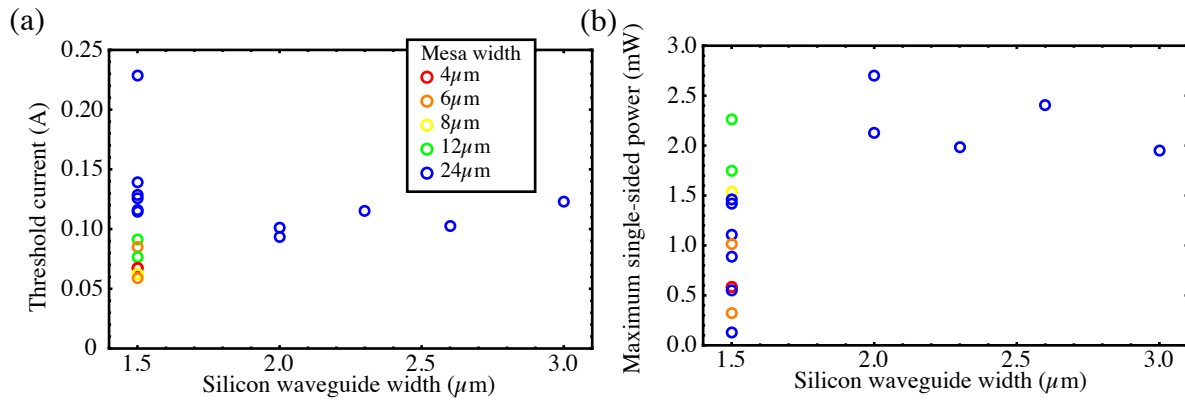 (a)
Threshold current (A)
0.25
0.20
0.15
0.10
0.05
0
1.5
2.0
2.5
3.0
Silicon waveguide width (µm)
Mesa width
4µm
6µm
8µm
12µm
24µm
(b)
Maximum single-sided power (mW)
3.0
2.5
2.0
1.5
1.0
0.5
0.0
1.5
2.0
2.5
3.0
Silicon waveguide width (µm)